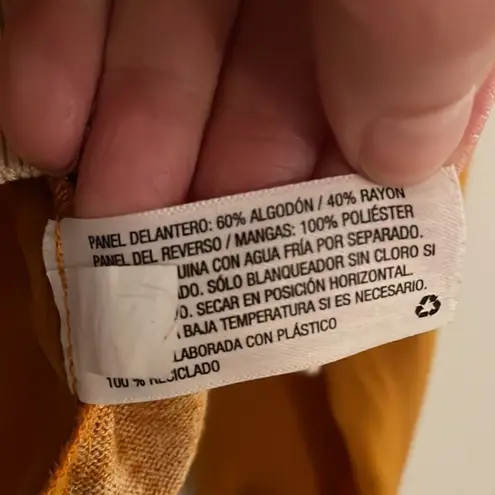 PANEL DELANTERO: 60% ALGODÓN / 40% RAYON
PANEL DEL REVERSO / MANGAS: 100% POLIÉSTER
UINA CON AGUA FRÍA POR SEPARADO.
DO. SÓLO BLANQUEADOR SIN CLORO SI
O. SECAR EN POSICIÓN HORIZONTAL.
BAJA TEMPERATURA SI ES NECESARIO.
LABORADA CON PLÁSTICO
100 % RECICLADO